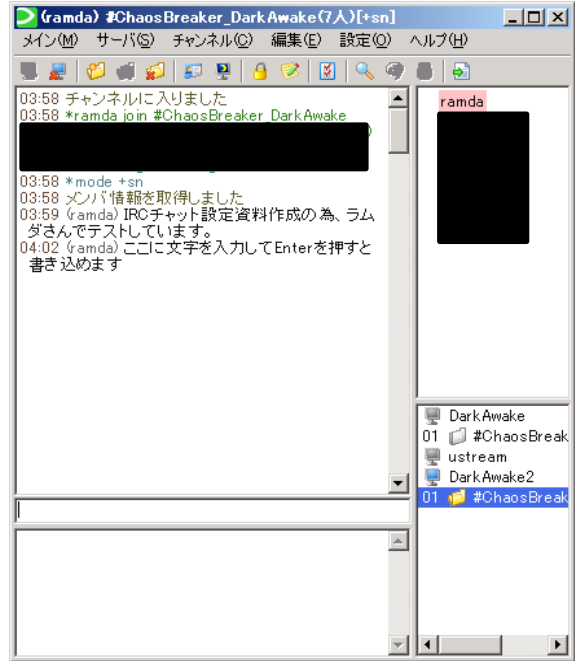 (ramda) #ChaosBreaker_DarkAwake(7人)[+sn]
メイン(M) サーバ(S) チャンネル(C) 編集(E) 設定(O) ヘルプ(H)
03:58 チャンネルに入りました
03:58 *ramda join #ChaosBreaker_DarkAwake
03:58 *mode +sn
03:58 メンバ情報を取得しました
03:59 (ramda) IRCチャット設定資料作成の為、ラム
ダさんでテストしています。
04:02 (ramda) ここに文字を入力してEnterを押すと
書き込めます
ramda
DarkAwake
01 #ChaosBreak
ustream
DarkAwake2
01 #ChaosBreak